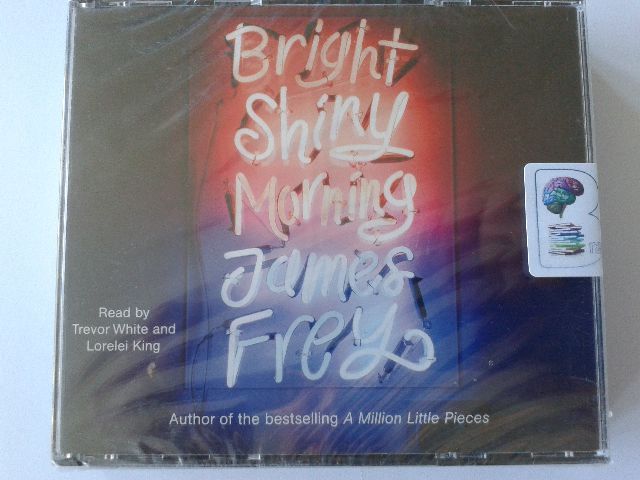 Bright
Shiny
Morning
James
Frey
Read by
Trevor White and
Lorelei King
Author of the bestselling A Million Little Pieces